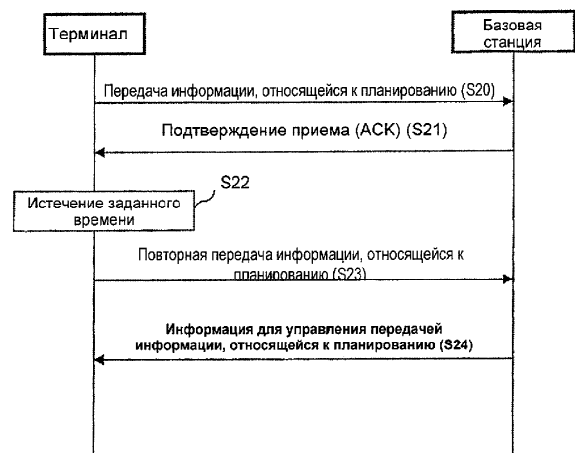 Терминал
Базовая
станция
Передача информации, относящейся к планированию (S20)
Подтверждение приема (ACK) (S21)
S22
Истечение заданного
времени
Повторная передача информации, относящейся к
планированию (S23)
Информация для управления передачей
информации, относящейся к планированию (S24)